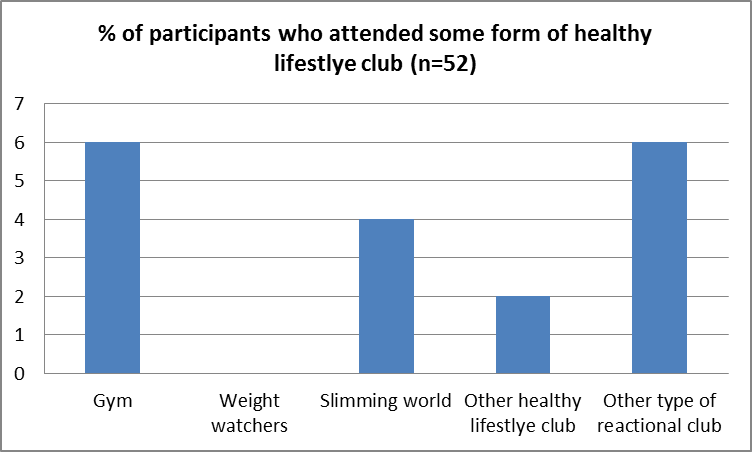 % of participants who attended some form of healthy
lifestlye club (n=52)
7
6
5
4
3
2
1
0
Gym
Weight
watchers
Slimming world
Other healthy
lifestlye club
Other type of
reactional club